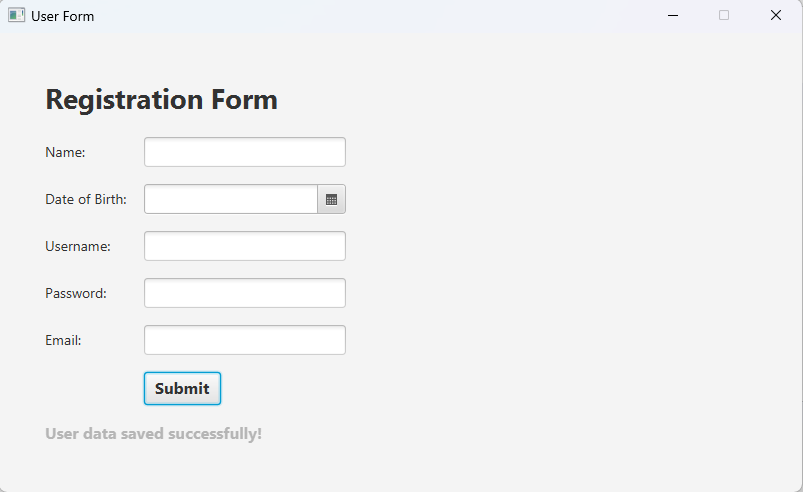 User Form
Registration Form
Name:
Date of Birth:
Username:
Password:
Email:
Submit
User data saved successfully!